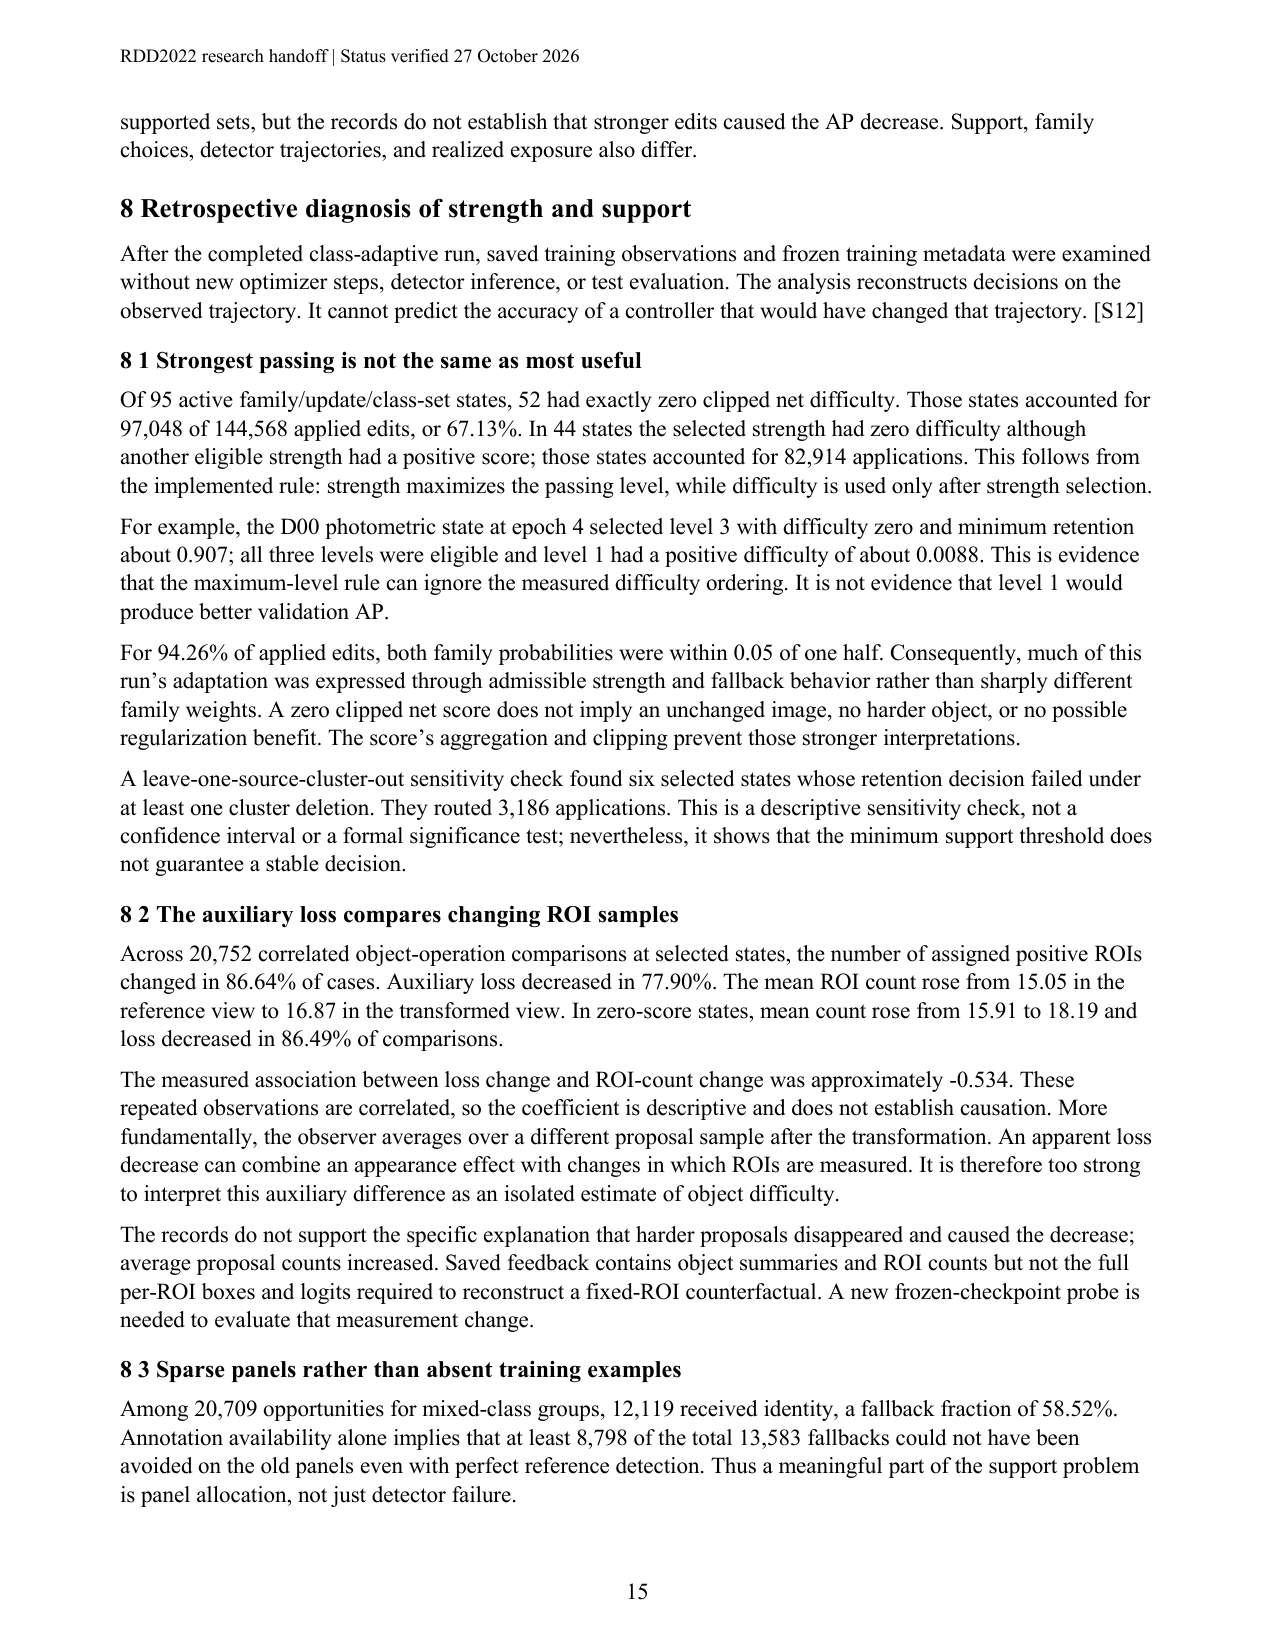 RDD2022 research handoff | Status verified 27 October 2026
supported sets, but the records do not establish that stronger edits caused the AP decrease. Support, family
choices, detector trajectories, and realized exposure also differ.
8 Retrospective diagnosis of strength and support
After the completed class-adaptive run, saved training observations and frozen training metadata were examined
without new optimizer steps, detector inference, or test evaluation. The analysis reconstructs decisions on the
observed trajectory. It cannot predict the accuracy of a controller that would have changed that trajectory. [S12]
8 1 Strongest passing is not the same as most useful
Of 95 active family/update/class-set states, 52 had exactly zero clipped net difficulty. Those states accounted for
97,048 of 144,568 applied edits, or 67.13%. In 44 states the selected strength had zero difficulty although
another eligible strength had a positive score; those states accounted for 82,914 applications. This follows from
the implemented rule: strength maximizes the passing level, while difficulty is used only after strength selection.
For example, the D00 photometric state at epoch 4 selected level 3 with difficulty zero and minimum retention
about 0.907; all three levels were eligible and level 1 had a positive difficulty of about 0.0088. This is evidence
that the maximum-level rule can ignore the measured difficulty ordering. It is not evidence that level 1 would
produce better validation AP.
For 94.26% of applied edits, both family probabilities were within 0.05 of one half. Consequently, much of this
run’s adaptation was expressed through admissible strength and fallback behavior rather than sharply different
family weights. A zero clipped net score does not imply an unchanged image, no harder object, or no possible
regularization benefit. The score’s aggregation and clipping prevent those stronger interpretations.
A leave-one-source-cluster-out sensitivity check found six selected states whose retention decision failed under
at least one cluster deletion. They routed 3,186 applications. This is a descriptive sensitivity check, not a
confidence interval or a formal significance test; nevertheless, it shows that the minimum support threshold does
not guarantee a stable decision.
8 2 The auxiliary loss compares changing ROI samples
Across 20,752 correlated object-operation comparisons at selected states, the number of assigned positive ROIs
changed in 86.64% of cases. Auxiliary loss decreased in 77.90%. The mean ROI count rose from 15.05 in the
reference view to 16.87 in the transformed view. In zero-score states, mean count rose from 15.91 to 18.19 and
loss decreased in 86.49% of comparisons.
The measured association between loss change and ROI-count change was approximately -0.534. These
repeated observations are correlated, so the coefficient is descriptive and does not establish causation. More
fundamentally, the observer averages over a different proposal sample after the transformation. An apparent loss
decrease can combine an appearance effect with changes in which ROIs are measured. It is therefore too strong
to interpret this auxiliary difference as an isolated estimate of object difficulty.
The records do not support the specific explanation that harder proposals disappeared and caused the decrease;
average proposal counts increased. Saved feedback contains object summaries and ROI counts but not the full
per-ROI boxes and logits required to reconstruct a fixed-ROI counterfactual. A new frozen-checkpoint probe is
needed to evaluate that measurement change.
8 3 Sparse panels rather than absent training examples
Among 20,709 opportunities for mixed-class groups, 12,119 received identity, a fallback fraction of 58.52%.
Annotation availability alone implies that at least 8,798 of the total 13,583 fallbacks could not have been
avoided on the old panels even with perfect reference detection. Thus a meaningful part of the support problem
is panel allocation, not just detector failure.
15